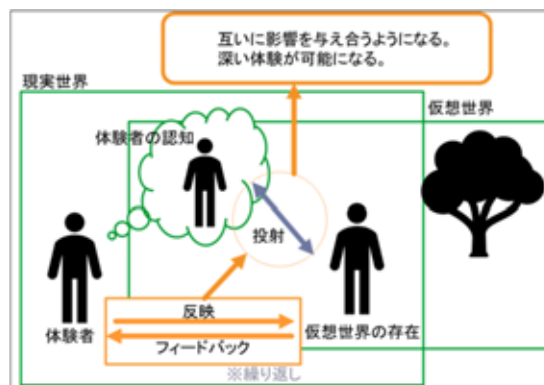 互いに影響を与え合うようになる。
深い体験が可能になる。
現実世界
仮想世界
体験者の認知
投射
反映
体験者
仮想世界の存在
フィードバック
※繰り返し